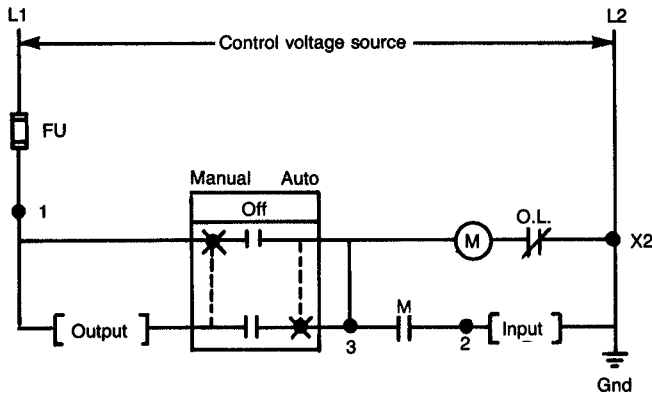 L1
L2
Control voltage source
FU
Manual Auto
Off
1
O.L.
M
X2
M
Output
Input
3
2
Gnd